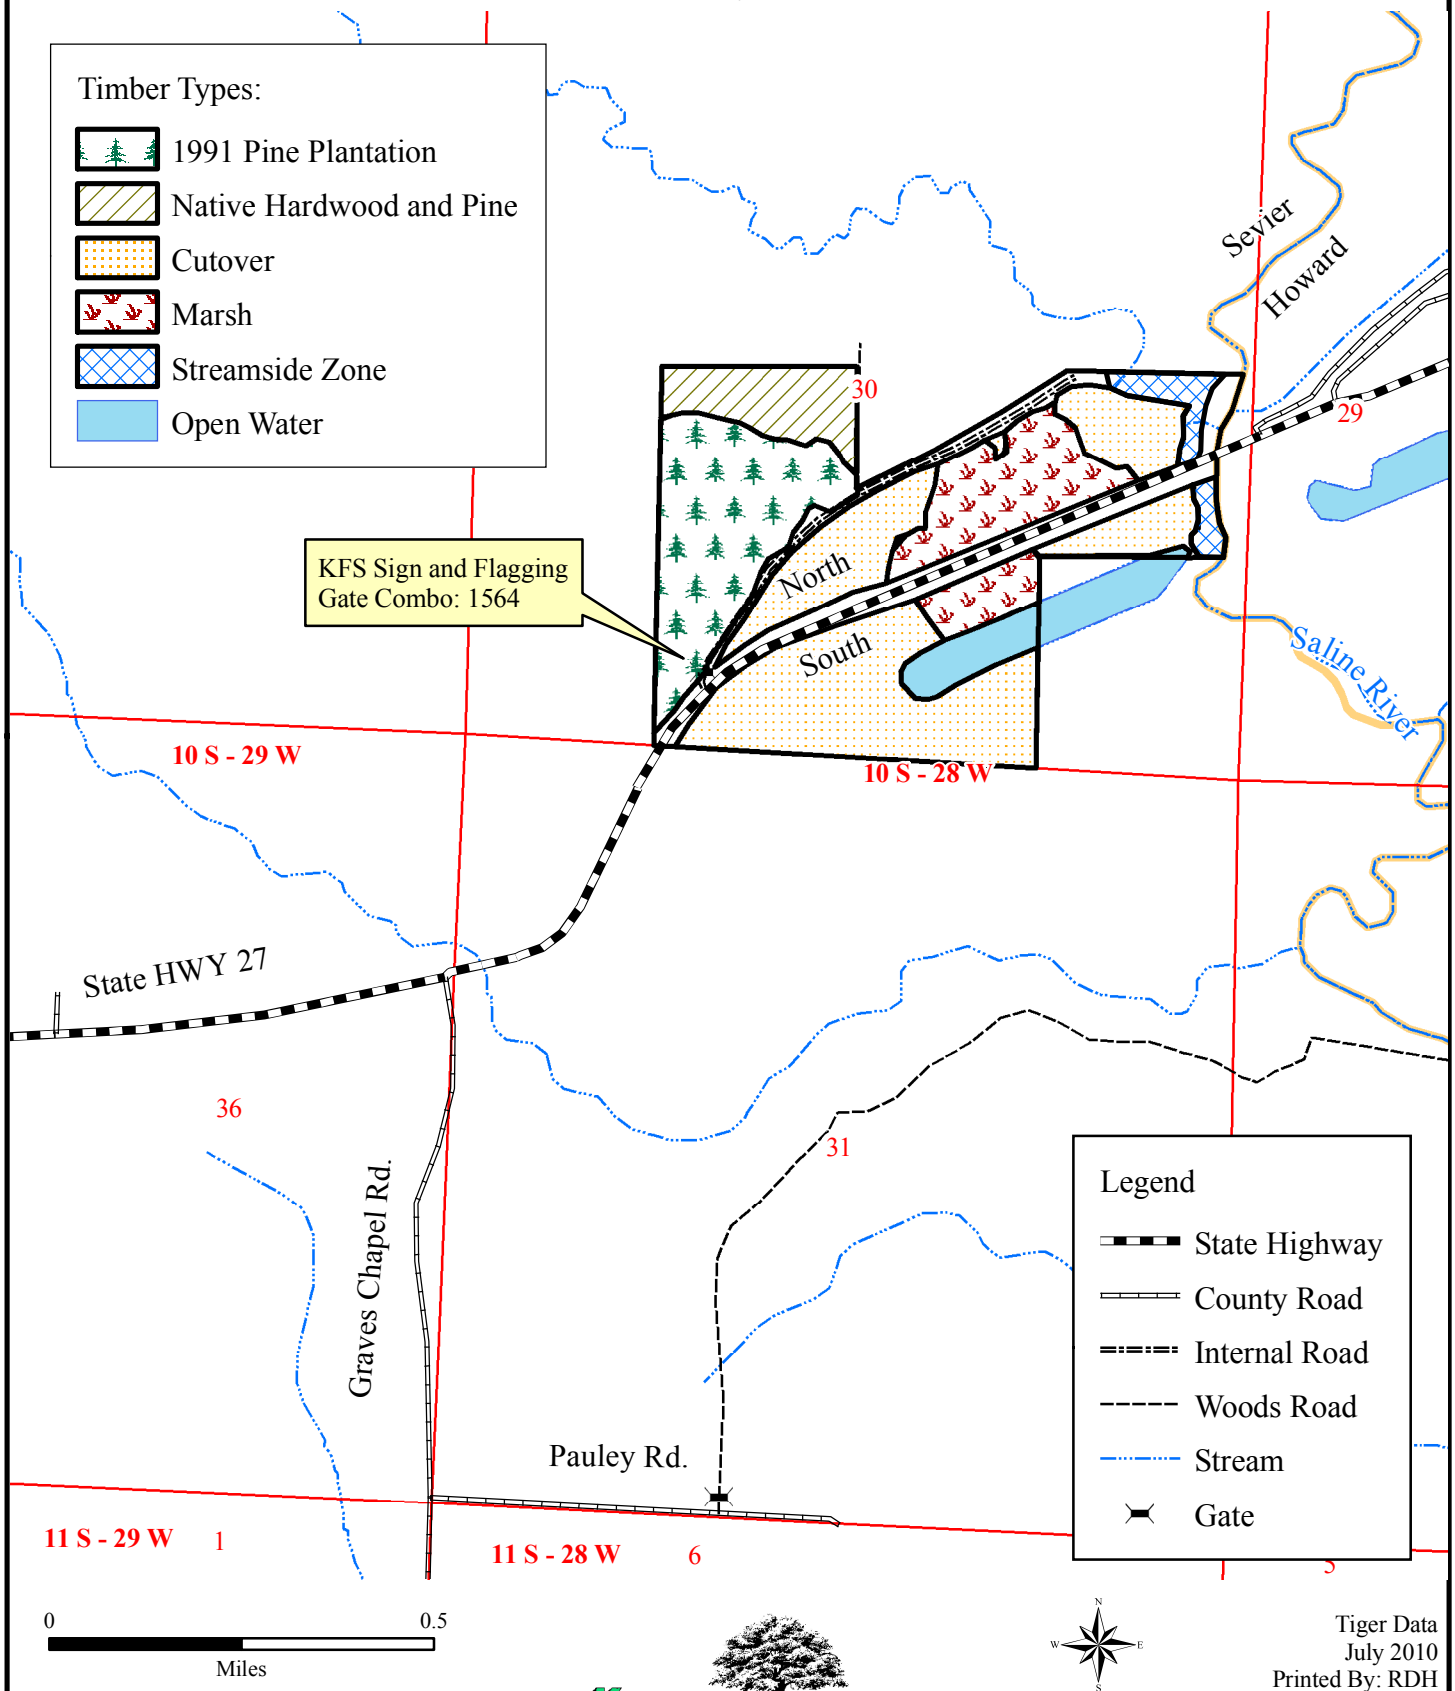 Timber Types:
1991 Pine Plantation
Native Hardwood and Pine
Cutover
Marsh
Streamside Zone
Open Water
Sevier
Howard
30
29
KFS Sign and Flagging
Gate Combo: 1564
North
South
Saline River
10 S - 29 W
10 S - 28 W
State HWY 27
36
31
Graves Chapel Rd.
Pauley Rd.
11 S - 29 W
1
11 S - 28 W
6
5
Legend
State Highway
County Road
Internal Road
Woods Road
Stream
Gate
0
0.5
Miles
N
W
E
S
Tiger Data
July 2010
Printed By: RDH